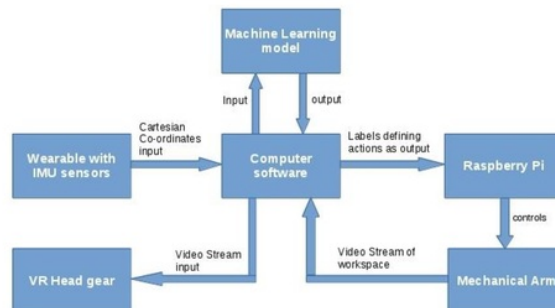 Machine Learning
model
Input
output
Cartesian
Co-ordinates
input
Labels defining
actions as output
Wearable with
IMU sensors
Computer
software
Raspberry Pi
controls
Video Stream
input
Video Stream of
workspace
VR Head gear
Mechanical Arm